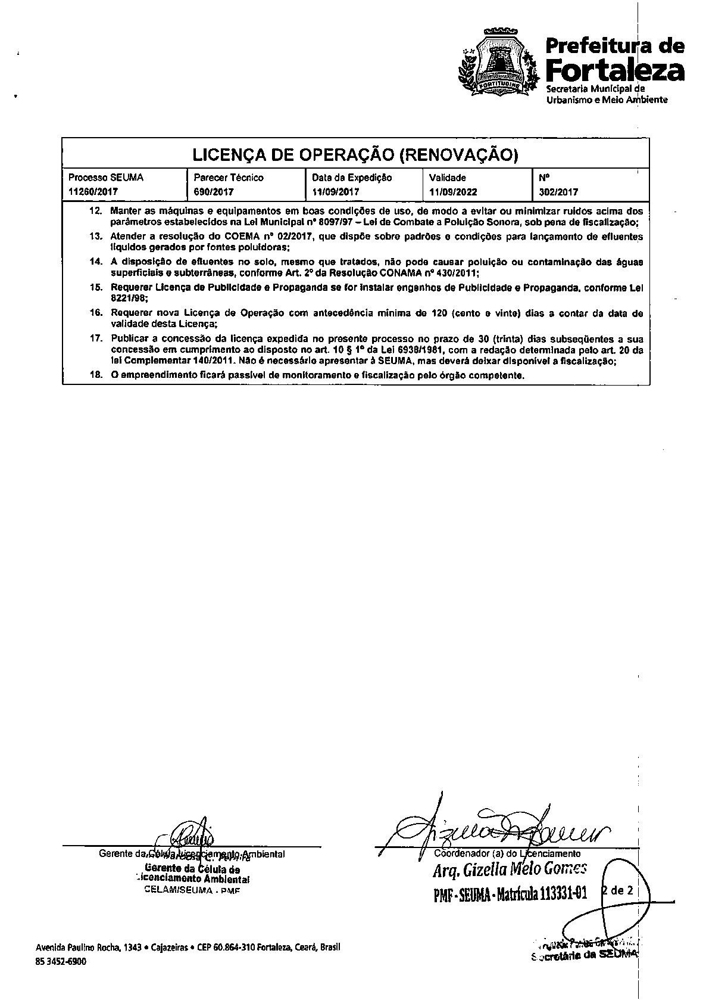 Prefeitura de
Fortaleza
Secretaria Municipal de
Urbanismo e Meio Ambiente
FORTITUDINE
LICENÇA DE OPERAÇÃO (RENOVAÇÃO)
Processo SEUMA Parecer Técnico Data da Expedição Validade Nº
11260/2017 690/2017 11/09/2017 11/09/2022 302/2017
12. Manter as máquinas e equipamentos em boas condições de uso, de modo a evitar ou minimizar ruídos acima dos
parâmetros estabelecidos na Lei Municipal nº 8097/97 – Lei de Combate a Poluição Sonora, sob pena de fiscalização;
13. Atender a resolução do COEMA nº 02/2017, que dispõe sobre padrões e condições para lançamento de efluentes
líquidos gerados por fontes poluidoras;
14. A disposição de efluentes no solo, mesmo que tratados, não pode causar poluição ou contaminação das águas
superficiais e subterrâneas, conforme Art. 2º da Resolução CONAMA nº 430/2011;
15. Requerer Licença de Publicidade e Propaganda se for instalar engenhos de Publicidade e Propaganda, conforme Lei
8221/98;
16. Requerer nova Licença de Operação com antecedência mínima de 120 (cento e vinte) dias a contar da data de
validade desta Licença;
17. Publicar a concessão da licença expedida no presente processo no prazo de 30 (trinta) dias subseqüentes a sua
concessão em cumprimento ao disposto no art. 10 § 1º da Lei 6938/1981, com a redação determinada pelo art. 20 da
lei Complementar 140/2011. Não é necessário apresentar à SEUMA, mas deverá deixar disponível a fiscalização;
18. O empreendimento ficará passível de monitoramento e fiscalização pelo órgão competente.
Gerente da Célula Licenciamento Ambiental
Gerente da Célula de
Licenciamento Ambiental
CELAM/SEUMA - PMF
Coordenador (a) do Licenciamento
Arq. Gizella Melo Gomes
PMF - SEUMA - Matrícula 113331-01
2 de 2
Secretária da SEUMA
Avenida Paulino Rocha, 1343 • Cajazeiras • CEP 60.864-310 Fortaleza, Ceará, Brasil
85 3452-6900